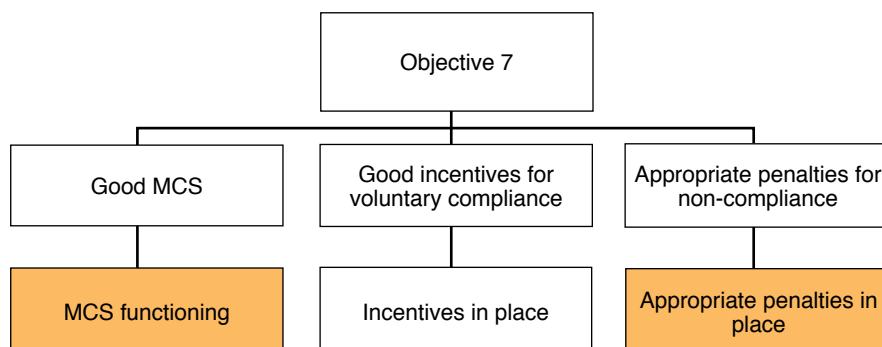 Objective 7
Good MCS
Good incentives for
voluntary compliance
Appropriate penalties for
non-compliance
MCS functioning
Incentives in place
Appropriate penalties in
place